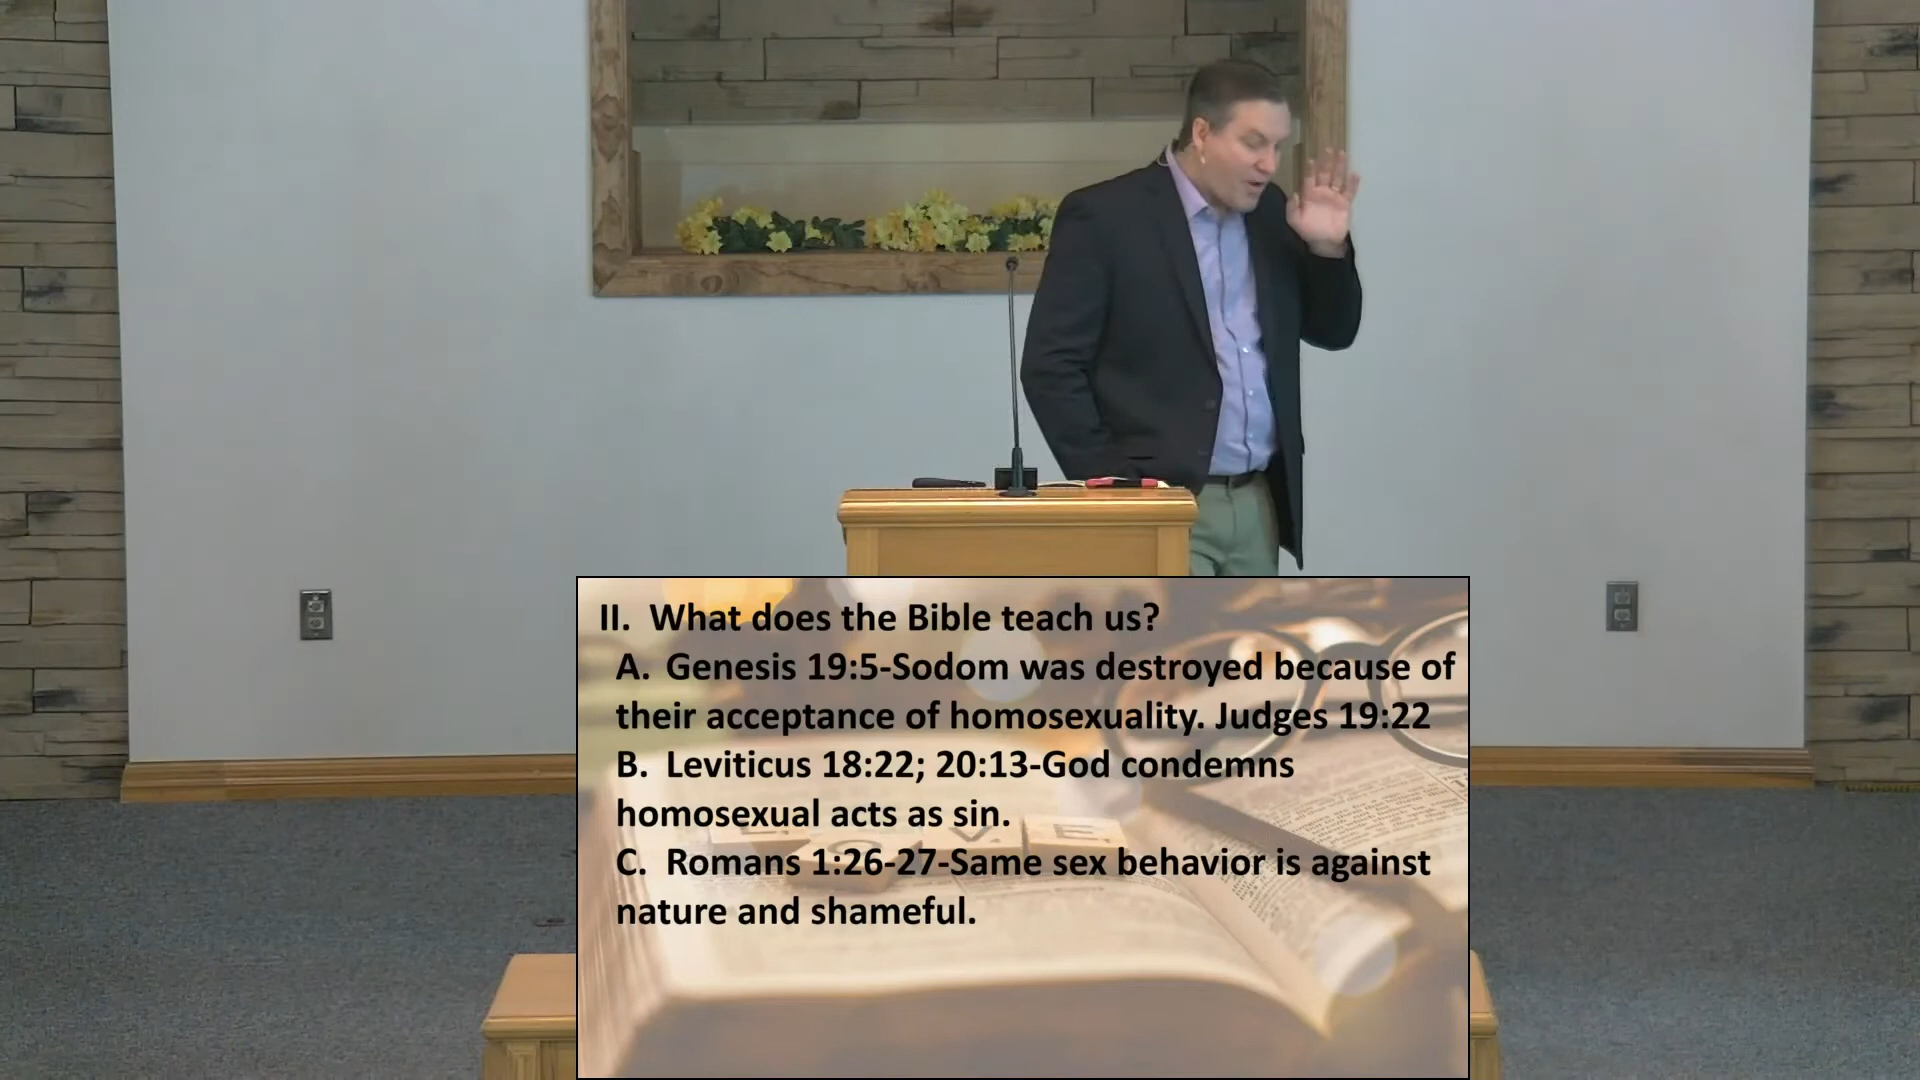 II. What does the Bible teach us?
A. Genesis 19:5-Sodom was destroyed because of
their acceptance of homosexuality. Judges 19:22
B. Leviticus 18:22; 20:13-God condemns
homosexual acts as sin.
C. Romans 1:26-27-Same sex behavior is against
nature and shameful.